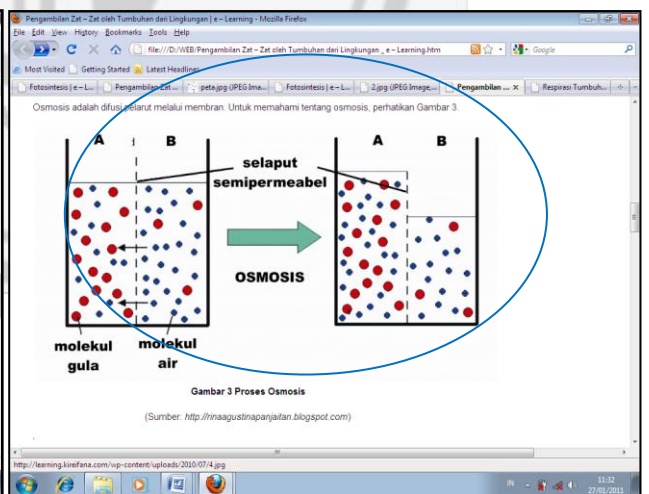 Pengambilan Zat – Zat oleh Tumbuhan dari Lingkungan | e – Learning - Mozilla Firefox
File Edit View History Bookmarks Tools Help
file:///D:/WEB/Pengambilan Zat – Zat oleh Tumbuhan dari Lingkungan _ e – Learning.htm
Google
Most Visited Getting Started Latest Headlines
Fotosintesis | e – L... Pengambilan Zat ... peta.jpg (JPEG Ima... Fotosintesis | e – L... 2.jpg (JPEG Image,... Pengambilan ... Respirasi Tumbuh...
Osmosis adalah difusi pelarut melalui membran. Untuk memahami tentang osmosis, perhatikan Gambar 3.
A B A B
selaput
semipermeabel
OSMOSIS
molekul molekul
gula air
Gambar 3 Proses Osmosis
(Sumber: http://rinaagustinapanjaitan.blogspot.com)
http://learning.kireifana.com/wp-content/uploads/2010/07/4.jpg
IN 11:32
27/01/2011